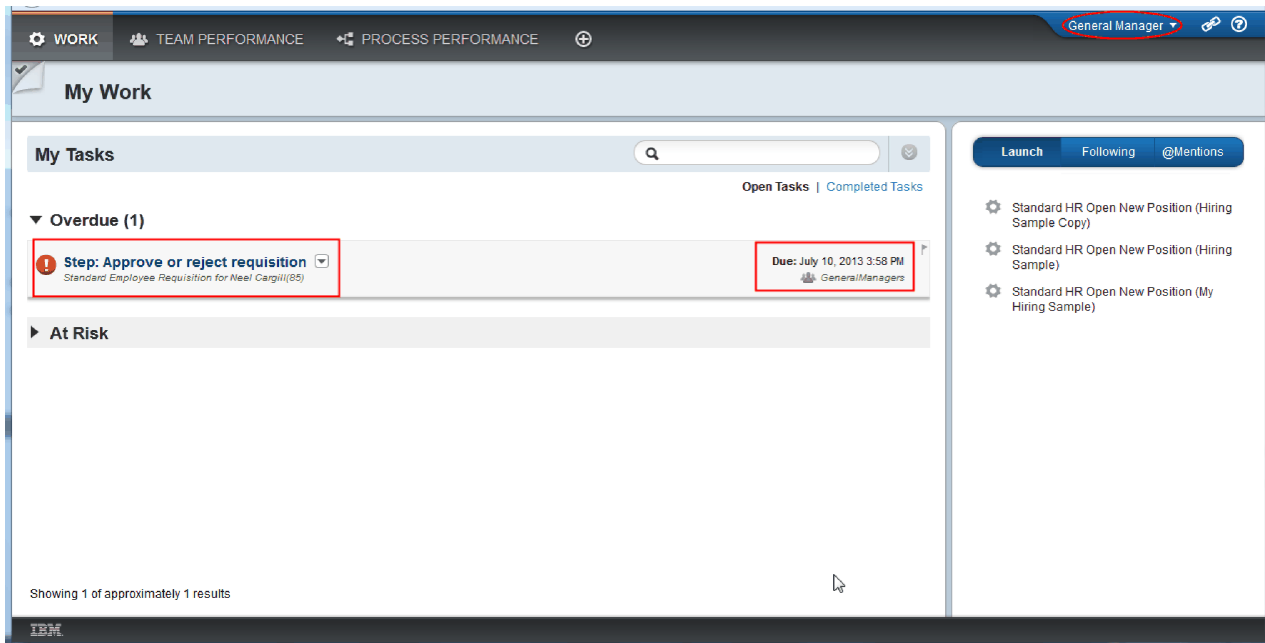 WORK TEAM PERFORMANCE PROCESS PERFORMANCE General Manager
My Work
My Tasks
Open Tasks | Completed Tasks
Overdue (1)
Step: Approve or reject requisition
Standard Employee Requisition for Neel Cargill(85)
Due: July 10, 2013 3:58 PM
GeneralManagers
At Risk
Showing 1 of approximately 1 results
Launch Following @Mentions
Standard HR Open New Position (Hiring
Sample Copy)
Standard HR Open New Position (Hiring
Sample)
Standard HR Open New Position (My
Hiring Sample)
IBM.